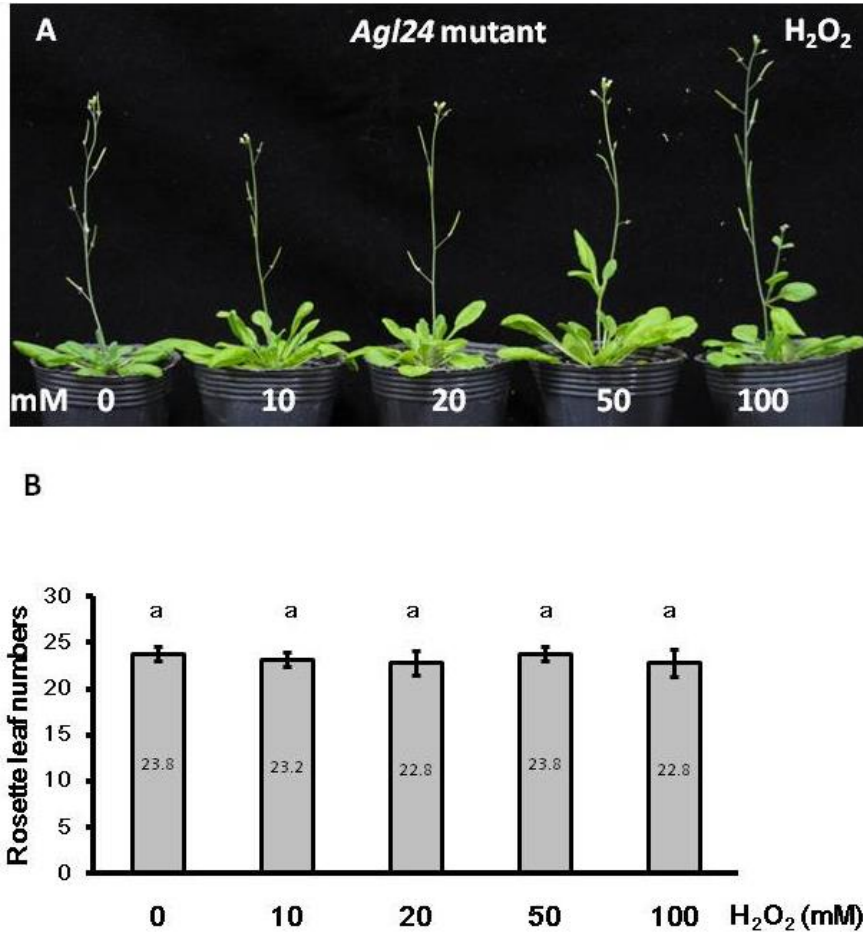 A Agl24 mutant H₂O₂
mM 0 10 20 50 100
B
30
25
20
15
10
5
0
Rosette leaf numbers
a a a a a
23.8 23.2 22.8 23.8 22.8
0 10 20 50 100 H₂O₂ (mM)